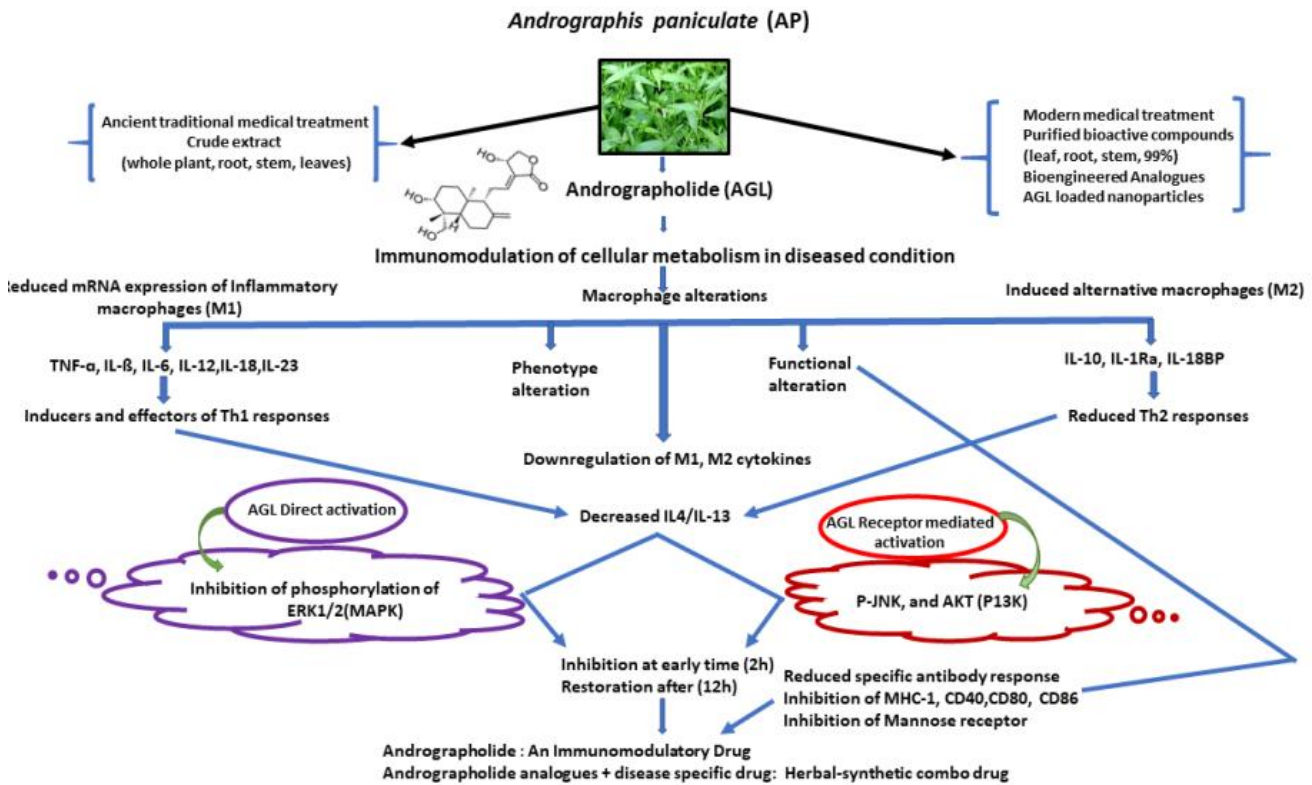 Andrographis paniculate (AP)
Ancient traditional medical treatment
Crude extract
(whole plant, root, stem, leaves)
Modern medical treatment
Purified bioactive compounds
(leaf, root, stem, 99%)
Bioengineered Analogues
AGL loaded nanoparticles
HO
O
O
HO
HO
H
Andrographolide (AGL)
Immunomodulation of cellular metabolism in diseased condition
educed mRNA expression of Inflammatory
macrophages (M1)
Macrophage alterations
Induced alternative macrophages (M2)
TNF-α, IL-ß, IL-6, IL-12,IL-18,IL-23
Phenotype
alteration
Functional
alteration
IL-10, IL-1Ra, IL-18BP
Inducers and effectors of Th1 responses
Reduced Th2 responses
Downregulation of M1, M2 cytokines
AGL Direct activation
Decreased IL4/IL-13
AGL Receptor mediated
activation
Inhibition of phosphorylation of
ERK1/2(MAPK)
P-JNK, and AKT (P13K)
Inhibition at early time (2h)
Restoration after (12h)
Reduced specific antibody response
Inhibition of MHC-1, CD40,CD80, CD86
Inhibition of Mannose receptor
Andrographolide : An Immunomodulatory Drug
Andrographolide analogues + disease specific drug: Herbal-synthetic combo drug